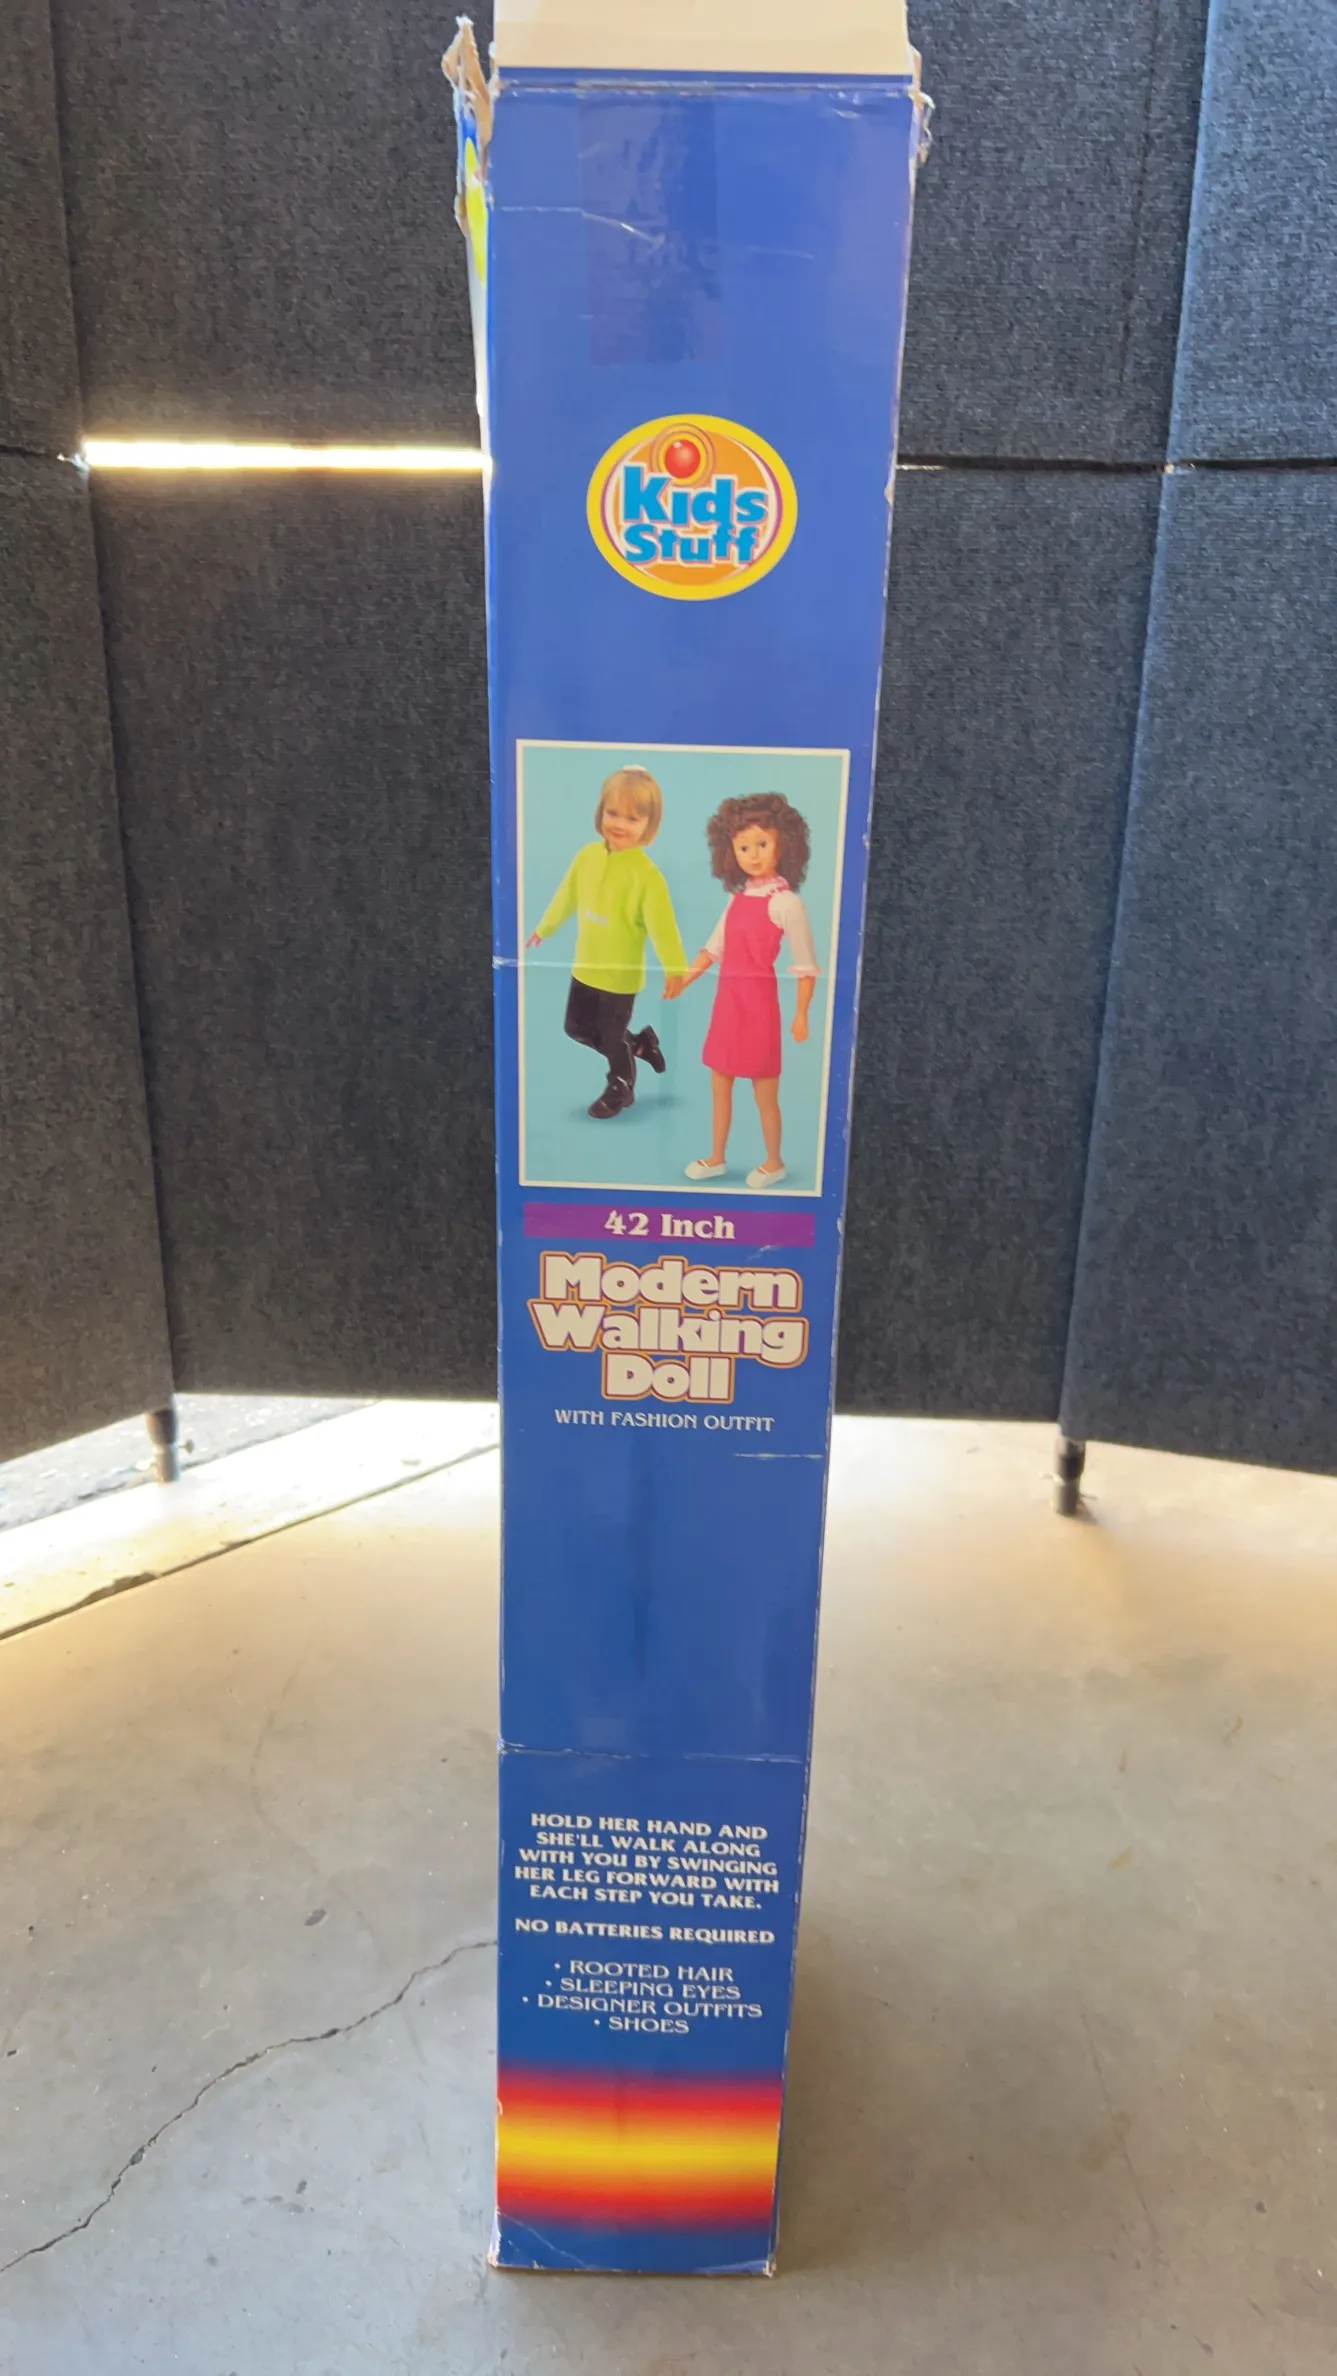 Kids
Stuff
42 Inch
Modern
Walking
Doll
WITH FASHION OUTFIT
HOLD HER HAND AND
SHE'LL WALK ALONG
WITH YOU BY SWINGING
HER LEG FORWARD WITH
EACH STEP YOU TAKE.
NO BATTERIES REQUIRED
• ROOTED HAIR
• SLEEPING EYES
• DESIGNER OUTFITS
• SHOES